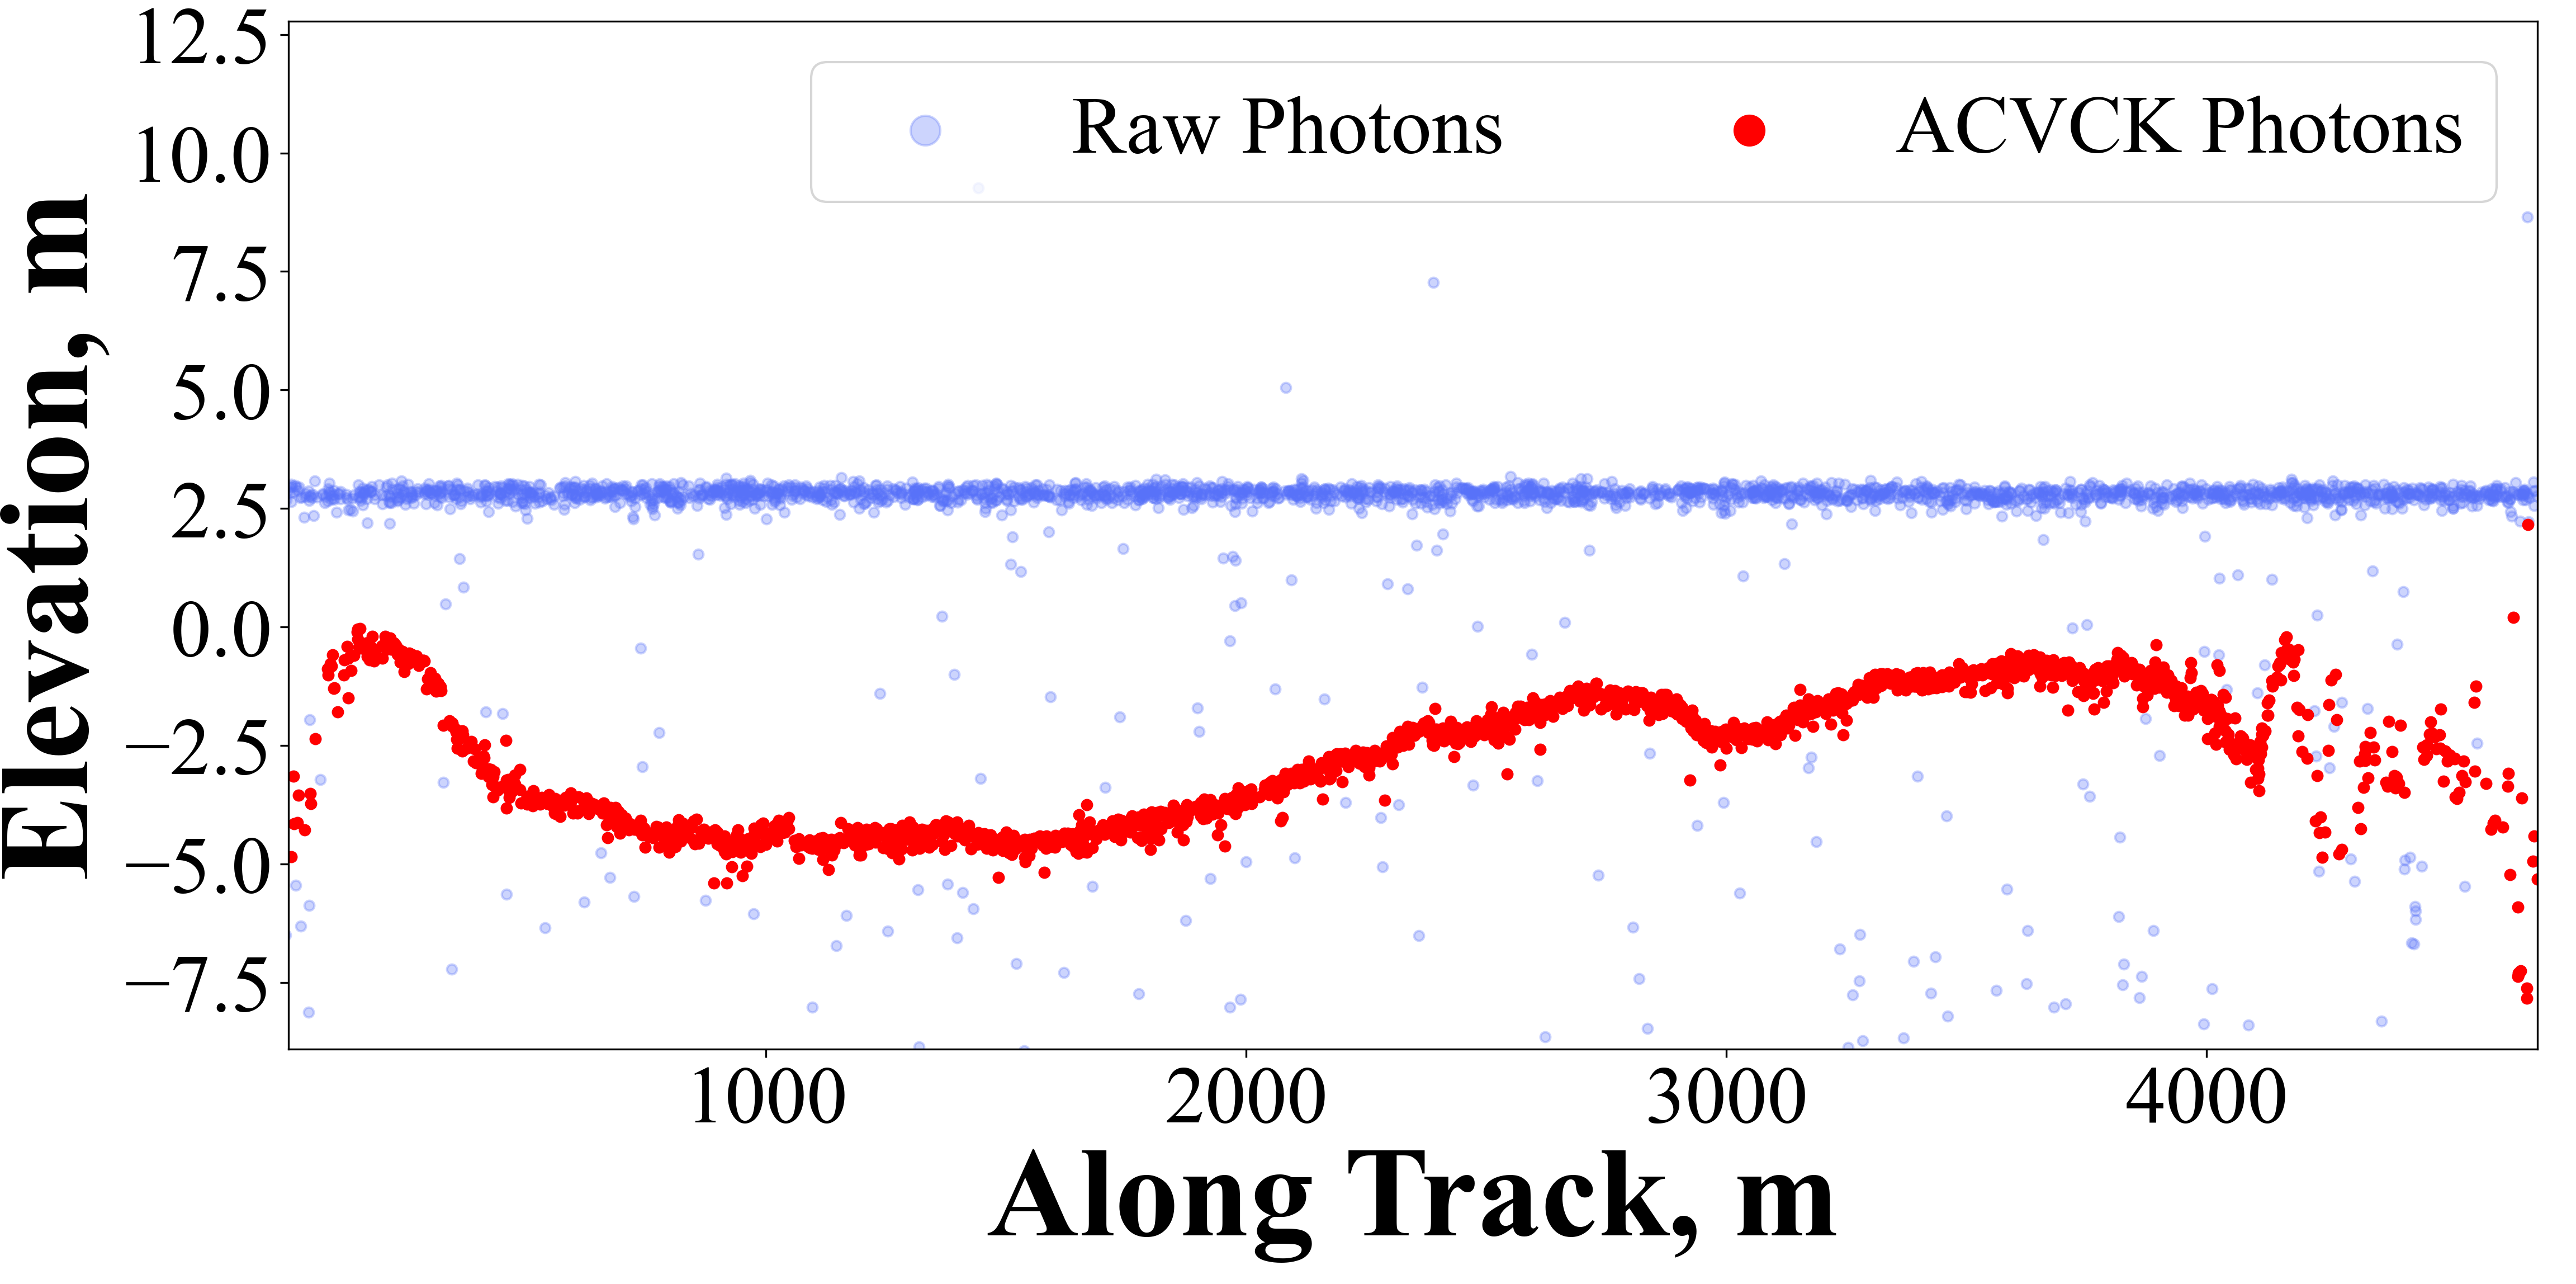 Elevation, m
12.5
10.0
7.5
5.0
2.5
0.0
−2.5
−5.0
−7.5
Raw Photons
ACVCK Photons
1000 2000 3000 4000
Along Track, m